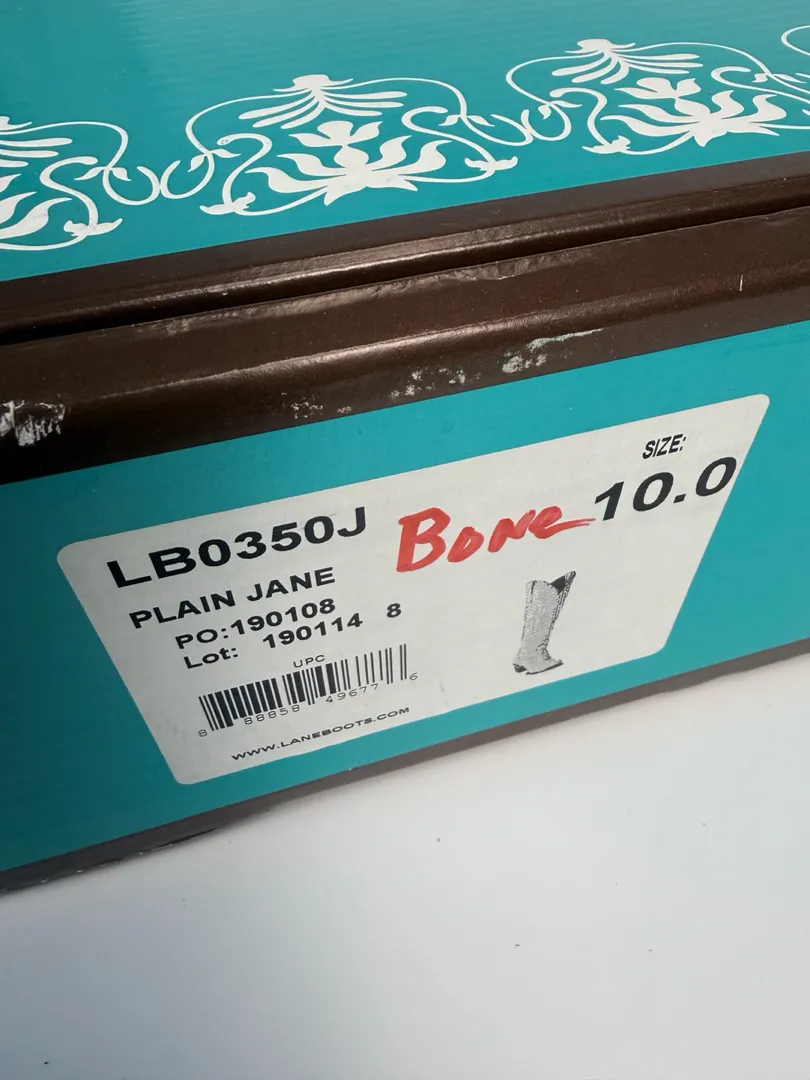 SIZE:
LB0350J Bone 10.0
PLAIN JANE
PO:190108
Lot: 190114 8
UPC
8 88858 49677 6
WWW.LANEBOOTS.COM